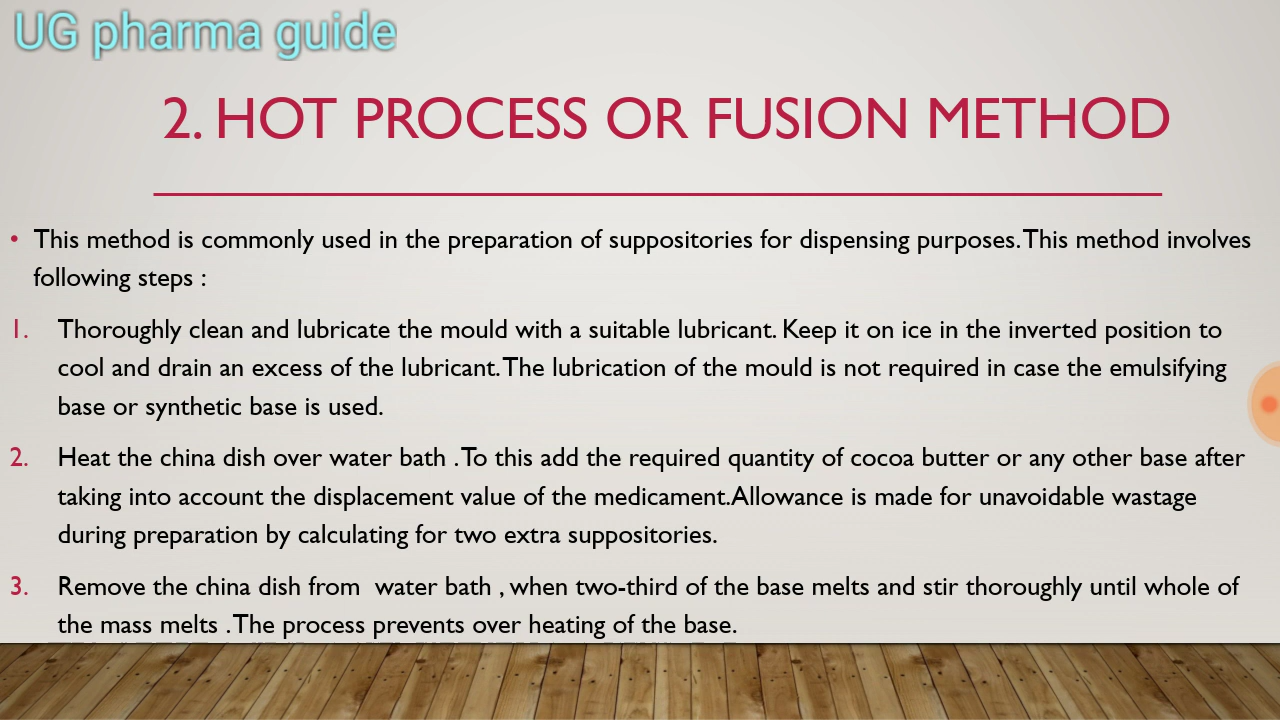 UG pharma guide
2. HOT PROCESS OR FUSION METHOD
• This method is commonly used in the preparation of suppositories for dispensing purposes.This method involves
following steps :
1. Thoroughly clean and lubricate the mould with a suitable lubricant. Keep it on ice in the inverted position to
cool and drain an excess of the lubricant.The lubrication of the mould is not required in case the emulsifying
base or synthetic base is used.
2. Heat the china dish over water bath .To this add the required quantity of cocoa butter or any other base after
taking into account the displacement value of the medicament.Allowance is made for unavoidable wastage
during preparation by calculating for two extra suppositories.
3. Remove the china dish from  water bath , when two-third of the base melts and stir thoroughly until whole of
the mass melts .The process prevents over heating of the base.